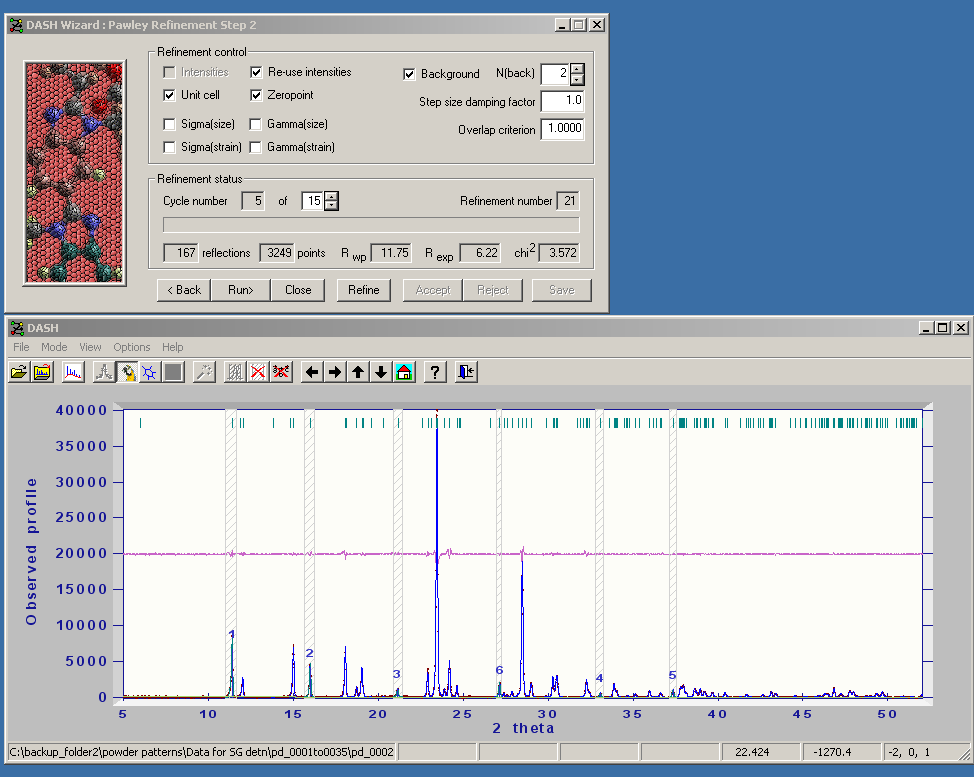 DASH Wizard : Pawley Refinement Step 2
Refinement control
Intensities Re-use intensities Background N(back) 2
Unit cell Zeropoint Step size damping factor 1.0
Sigma(size) Gamma(size) Overlap criterion 1.0000
Sigma(strain) Gamma(strain)
Refinement status
Cycle number 5 of 15 Refinement number 21
167 reflections 3249 points R wp 11.75 R exp 6.22 chi2 3.572
< Back Run> Close Refine Accept Reject Save
DASH
File Mode View Options Help
?
40000
35000
30000
25000
20000
15000
10000
5000
0
Observed profile
1 2 3 6 4 5
5 10 15 20 25 30 35 40 45 50
2 theta
C:\backup_folder2\powder patterns\Data for SG detn\pd_0001to0035\pd_0002 22.424 -1270.4 -2, 0, 1